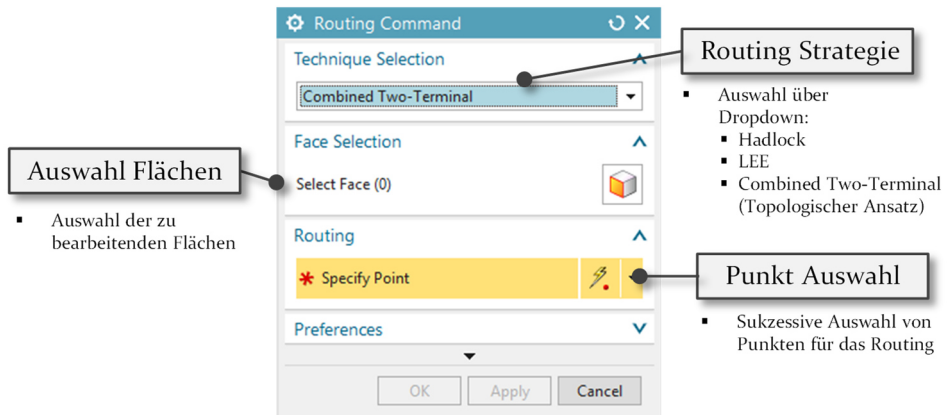 Routing Command
Technique Selection
Combined Two-Terminal
Face Selection
Select Face (0)
Routing
* Specify Point
Preferences
OK
Apply
Cancel
Auswahl Flächen
▪ Auswahl der zu
bearbeitenden Flächen
Routing Strategie
▪ Auswahl über
Dropdown:
▪ Hadlock
▪ LEE
▪ Combined Two-Terminal
(Topologischer Ansatz)
Punkt Auswahl
▪ Sukzessive Auswahl von
Punkten für das Routing